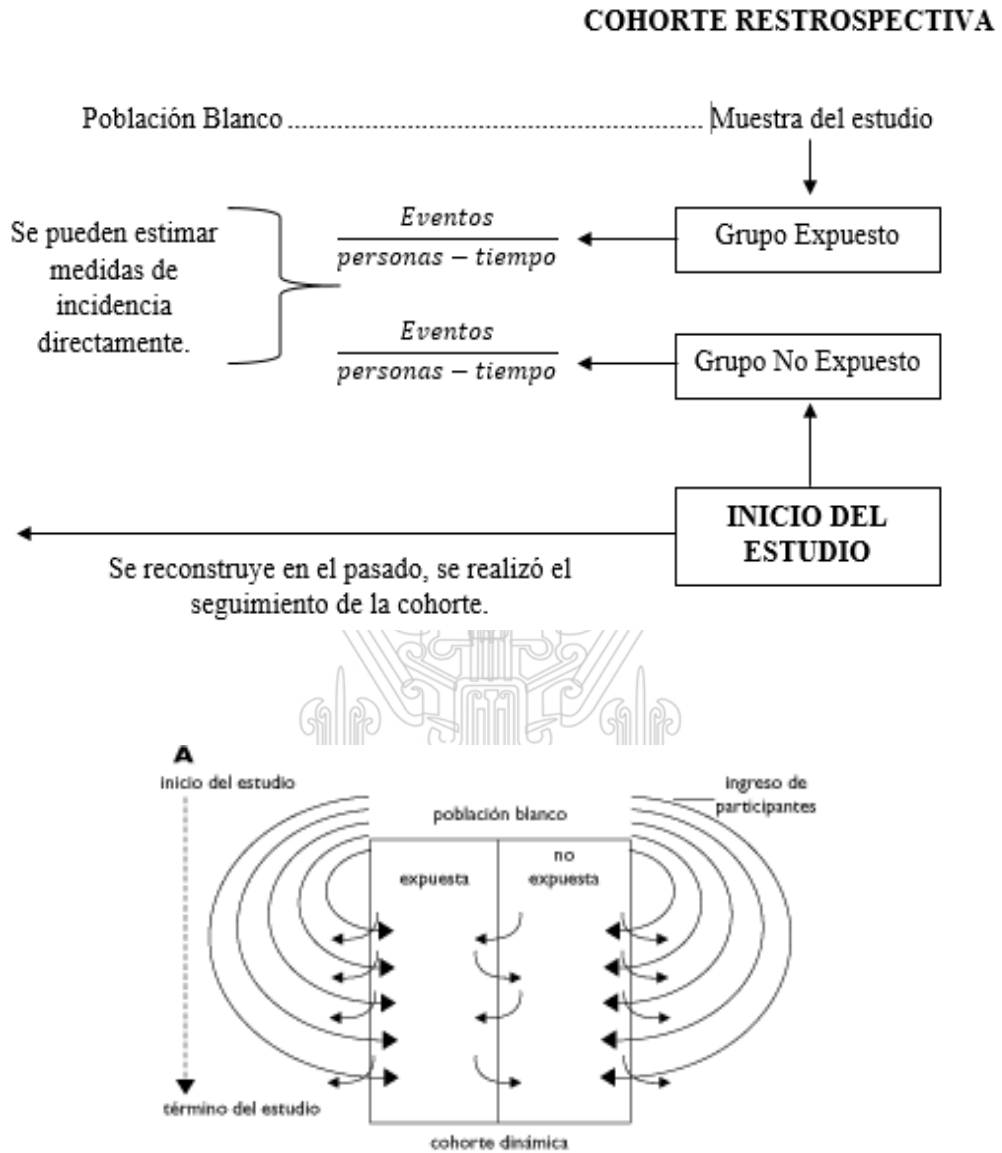 COHORTE RESTROSPECTIVA
Población Blanco ........................................................................ Muestra del estudio
Se pueden estimar
medidas de
incidencia
directamente.
Eventos
personas − tiempo
Grupo Expuesto
Eventos
personas − tiempo
Grupo No Expuesto
INICIO DEL
ESTUDIO
Se reconstruye en el pasado, se realizó el
seguimiento de la cohorte.
A
inicio del estudio
ingreso de
participantes
población blanco
expuesta
no
expuesta
término del estudio
cohorte dinámica